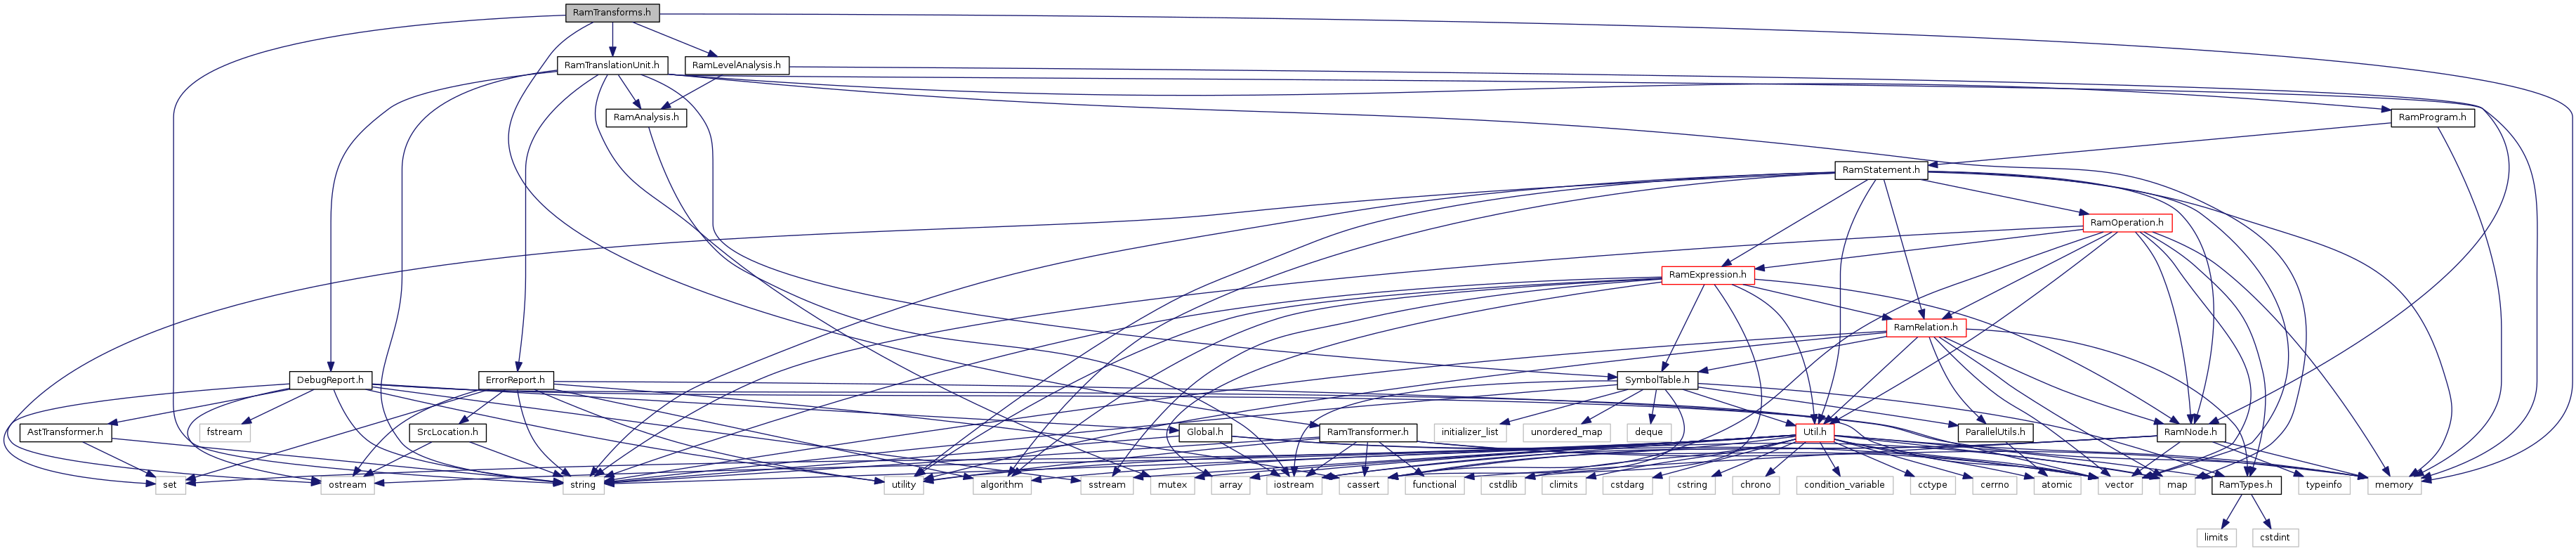 RamTransforms.h
RamTranslationUnit.h
RamLevelAnalysis.h
RamAnalysis.h
RamProgram.h
RamStatement.h
RamOperation.h
RamExpression.h
RamRelation.h
DebugReport.h
ErrorReport.h
SymbolTable.h
AstTransformer.h
fstream
SrcLocation.h
Global.h
RamTransformer.h
initializer_list
unordered_map
deque
Util.h
ParallelUtils.h
RamNode.h
set
ostream
string
utility
algorithm
sstream
mutex
array
iostream
cassert
functional
cstdlib
climits
cstdarg
cstring
chrono
condition_variable
cctype
cerrno
atomic
vector
map
RamTypes.h
typeinfo
memory
limits
cstdint